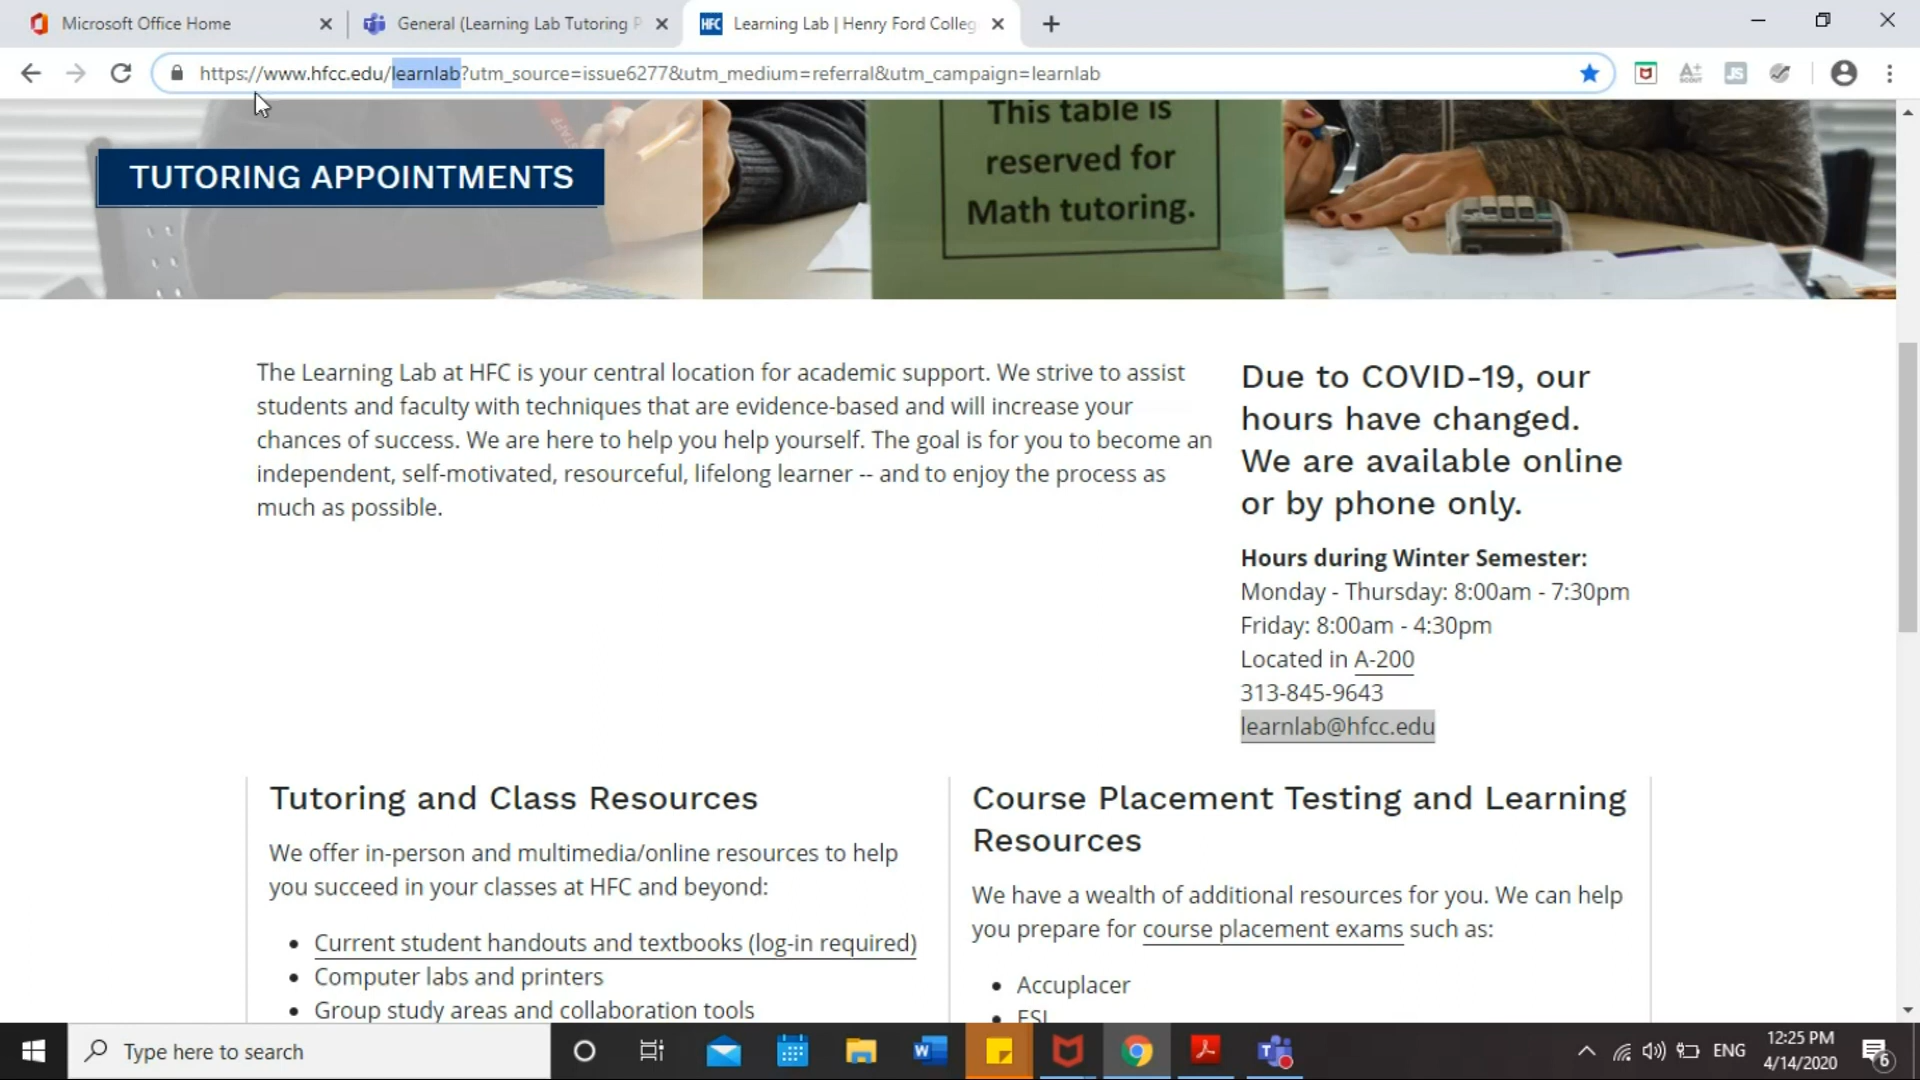 Microsoft Office Home
General (Learning Lab Tutoring P
HFC
Learning Lab | Henry Ford Colleg
https://www.hfcc.edu/learnlab?utm_source=issue6277&utm_medium=referral&utm_campaign=learnlab
This table is
reserved for
Math tutoring.
TUTORING APPOINTMENTS
The Learning Lab at HFC is your central location for academic support. We strive to assist
students and faculty with techniques that are evidence-based and will increase your
chances of success. We are here to help you help yourself. The goal is for you to become an
independent, self-motivated, resourceful, lifelong learner -- and to enjoy the process as
much as possible.
Due to COVID-19, our
hours have changed.
We are available online
or by phone only.
Hours during Winter Semester:
Monday - Thursday: 8:00am - 7:30pm
Friday: 8:00am - 4:30pm
Located in A-200
313-845-9643
learnlab@hfcc.edu
Tutoring and Class Resources
We offer in-person and multimedia/online resources to help
you succeed in your classes at HFC and beyond:
• Current student handouts and textbooks (log-in required)
• Computer labs and printers
• Group study areas and collaboration tools
Course Placement Testing and Learning
Resources
We have a wealth of additional resources for you. We can help
you prepare for course placement exams such as:
• Accuplacer
• ESL
Type here to search
ENG
12:25 PM
4/14/2020
6